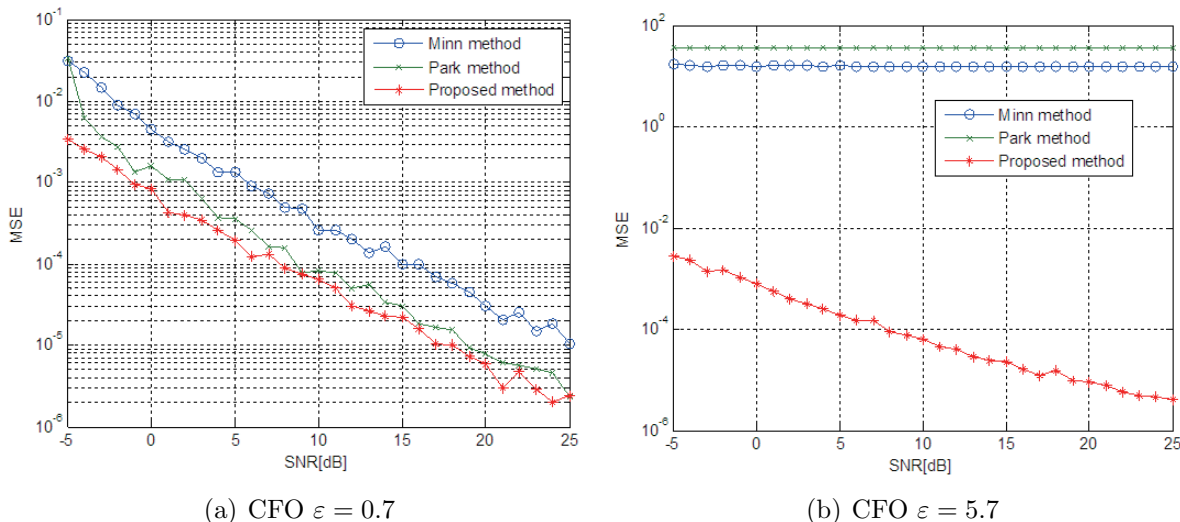 10^-1
10^-2
10^-3
10^-4
10^-5
10^-6
MSE
-5 0 5 10 15 20 25
SNR[dB]
Minn method
Park method
Proposed method
(a) CFO ε = 0.7
10^2
10^0
10^-2
10^-4
10^-6
MSE
-5 0 5 10 15 20 25
SNR[dB]
Minn method
Park method
Proposed method
(b) CFO ε = 5.7